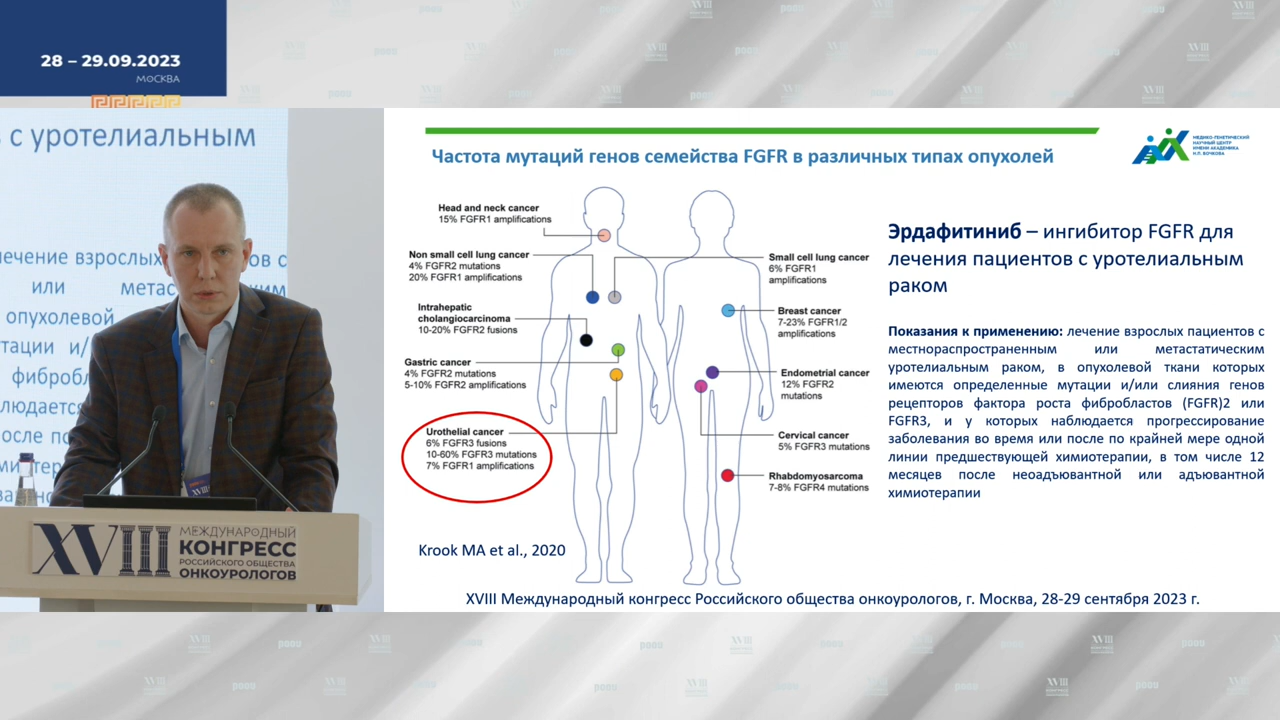 28 – 29.09.2023
МОСКВА
с уротелиальным
лечение взрослых
с
или
опухолевой
XVIII МЕЖДУНАРОДНЫЙ
КОНГРЕСС
РОССИЙСКОГО ОБЩЕСТВА
ОНКОУРОЛОГОВ
Частота мутаций генов семейства FGFR в различных типах опухолей
МЕДИКО-ГЕНЕТИЧЕСКИЙ
НАУЧНЫЙ ЦЕНТР
ИМЕНИ АКАДЕМИКА
Н.П. БОЧКОВА
Head and neck cancer
15% FGFR1 amplifications
Non small cell lung cancer
4% FGFR2 mutations
20% FGFR1 amplifications
Intrahepatic
cholangiocarcinoma
10-20% FGFR2 fusions
Gastric cancer
4% FGFR2 mutations
5-10% FGFR2 amplifications
Urothelial cancer
6% FGFR3 fusions
10-60% FGFR3 mutations
7% FGFR1 amplifications
Small cell lung cancer
6% FGFR1
amplifications
Breast cancer
7-23% FGFR1/2
amplifications
Endometrial cancer
12% FGFR2
mutations
Cervical cancer
5% FGFR3 mutations
Rhabdomyosarcoma
7-8% FGFR4 mutations
Krook MA et al., 2020
Эрдафитиниб – ингибитор FGFR для
лечения пациентов с уротелиальным
раком
Показания к применению: лечение взрослых пациентов с
местнораспространенным или метастатическим
уротелиальным раком, в опухолевой ткани которых
имеются определенные мутации и/или слияния генов
рецепторов фактора роста фибробластов (FGFR)2 или
FGFR3, и у которых наблюдается прогрессирование
заболевания во время или после по крайней мере одной
линии предшествующей химиотерапии, в том числе 12
месяцев после неоадъювантной или адъювантной
химиотерапии
XVIII Международный конгресс Российского общества онкоурологов, г. Москва, 28-29 сентября 2023 г.